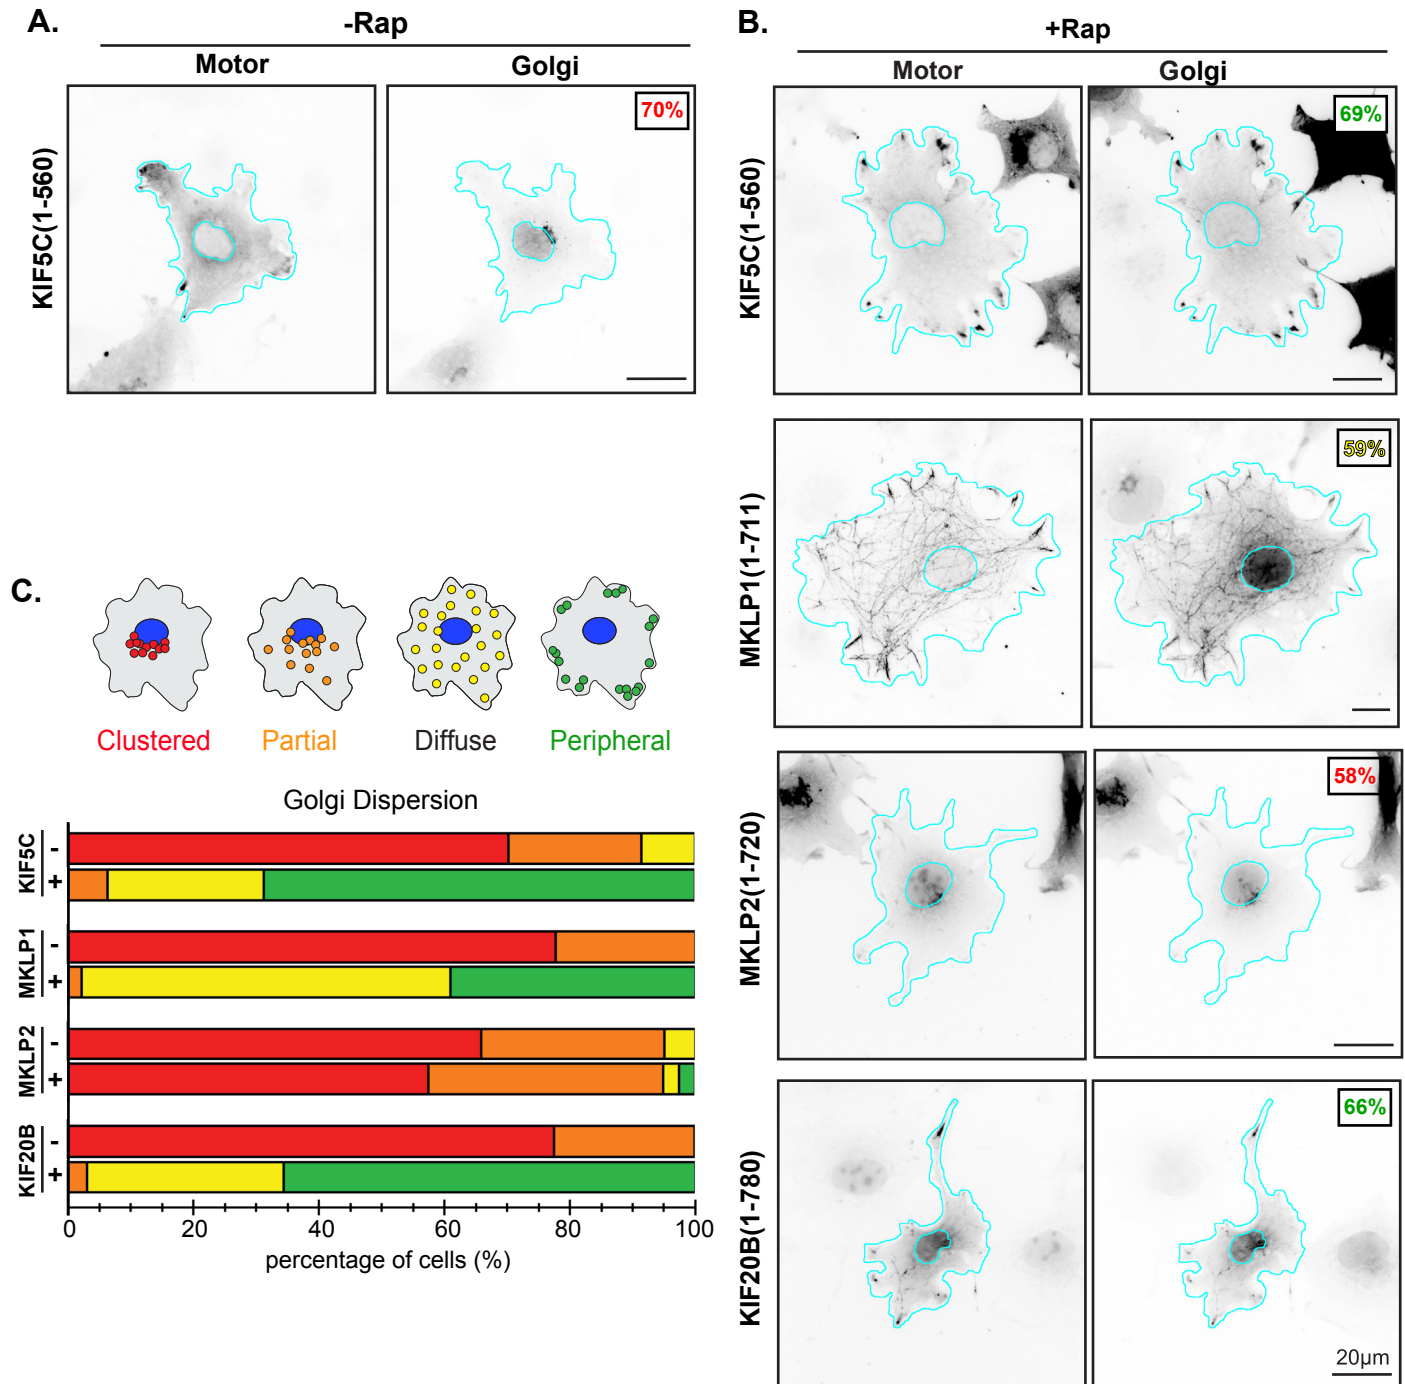 A.
-Rap
Motor
Golgi
KIF5C(1-560)
70%
B.
+Rap
Motor
Golgi
KIF5C(1-560)
69%
MKLP1(1-711)
59%
MKLP2(1-720)
58%
KIF20B(1-780)
66%
20µm
C.
Clustered
Partial
Diffuse
Peripheral
Golgi Dispersion
KIF5C
-
+
MKLP1
-
+
MKLP2
-
+
KIF20B
-
+
0 20 40 60 80 100
percentage of cells (%)